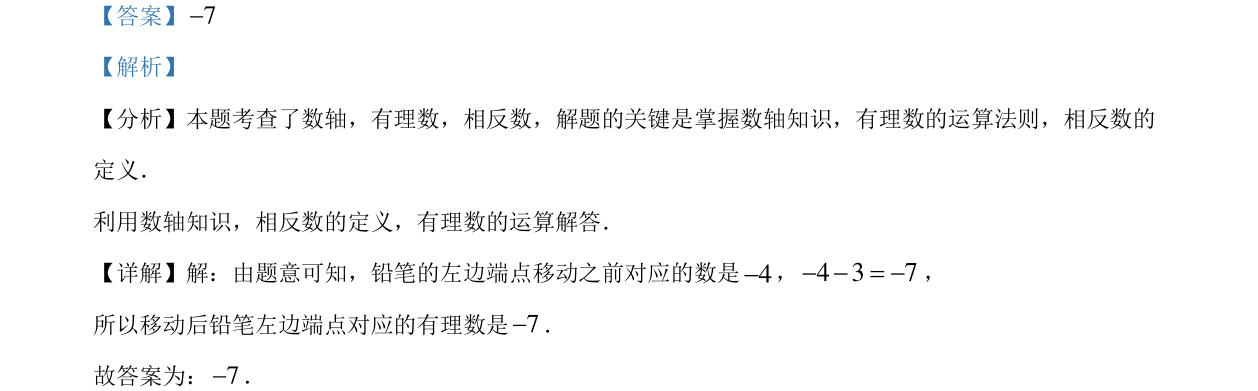 【答案】−7
【解析】
【分析】本题考查了数轴，有理数，相反数，解题的关键是掌握数轴知识，有理数的运算法则，相反数的
定义．
利用数轴知识，相反数的定义，有理数的运算解答．
【详解】解：由题意可知，铅笔的左边端点移动之前对应的数是−4，−4−3=−7，
所以移动后铅笔左边端点对应的有理数是−7．
故答案为：−7．